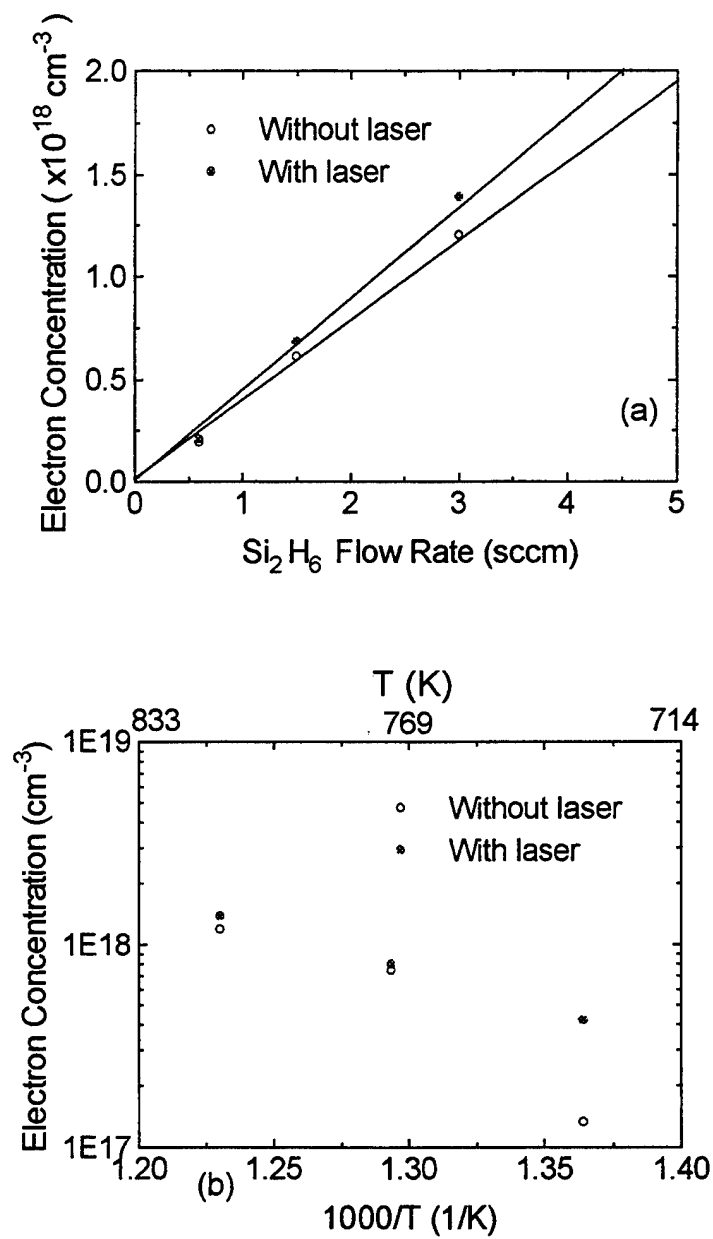 2.0
1.5
1.0
0.5
0.0
Electron Concentration ( x10^18 cm^-3)
Without laser
With laser
(a)
0 1 2 3 4 5
Si2H6 Flow Rate (sccm)
T (K)
833 769 714
1E19
1E18
1E17
Electron Concentration (cm^-3)
Without laser
With laser
1.20 1.25 1.30 1.35 1.40
(b)
1000/T (1/K)